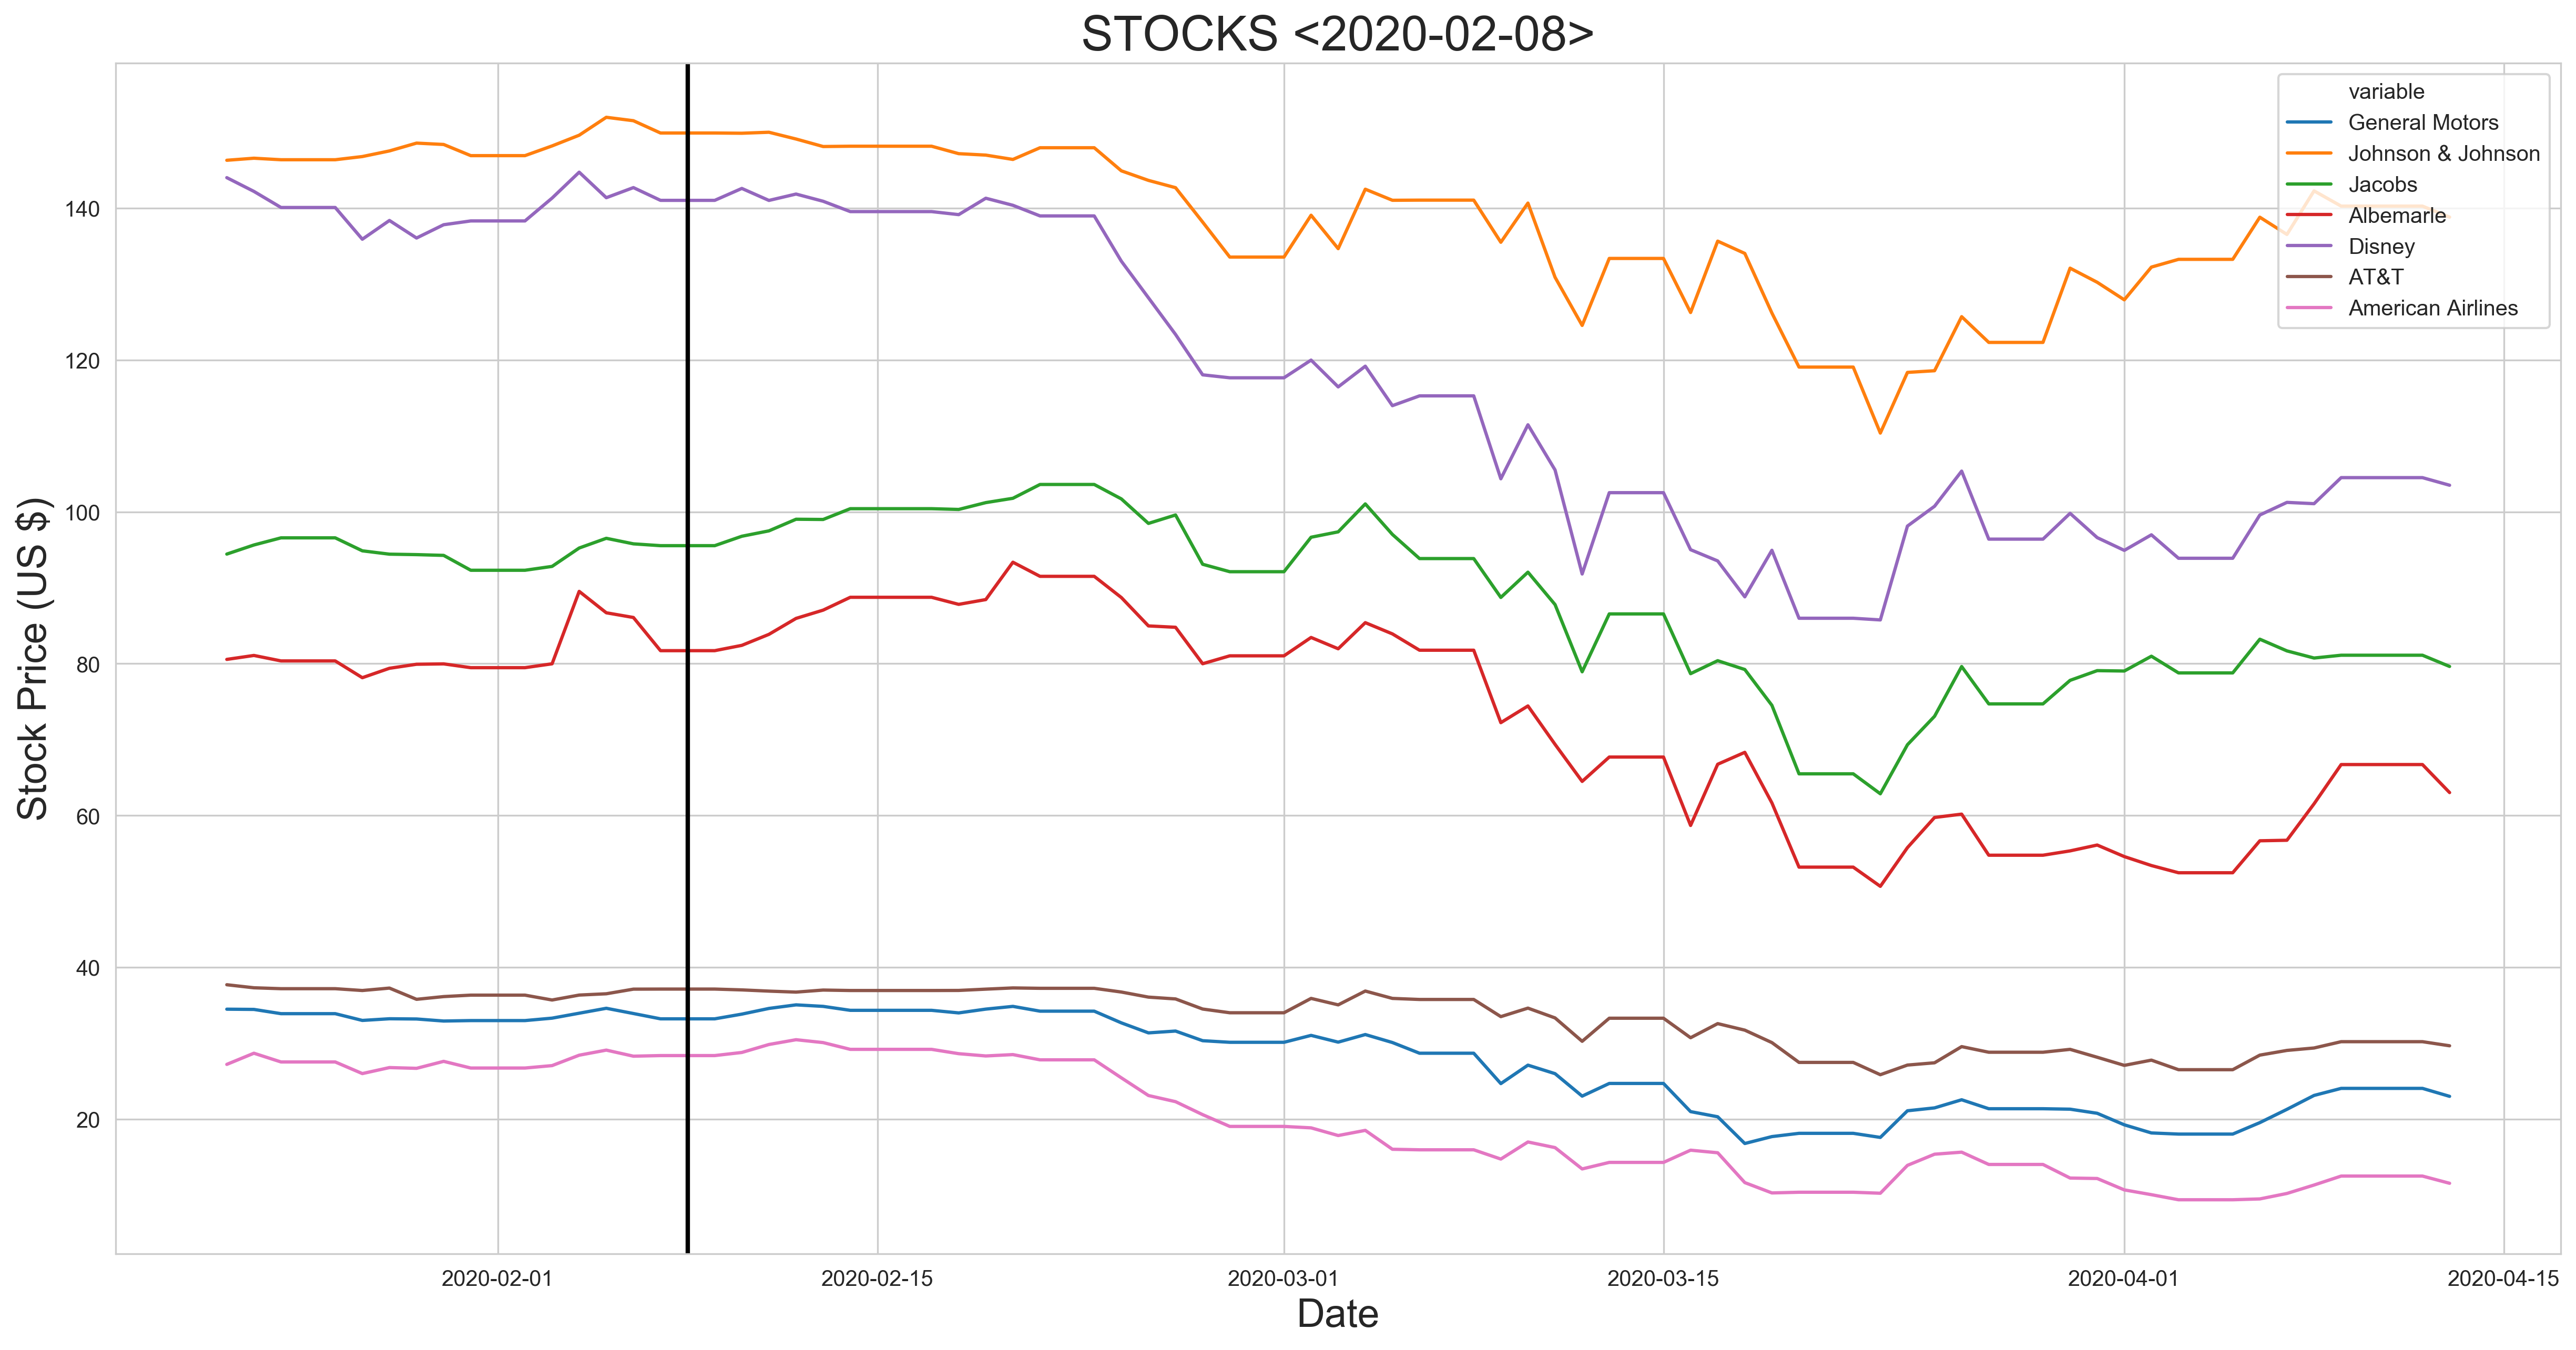 STOCKS <2020-02-08>
variable
General Motors
Johnson & Johnson
Jacobs
Albemarle
Disney
AT&T
American Airlines
Stock Price (US $)
140
120
100
80
60
40
20
2020-02-01 2020-02-15 2020-03-01 2020-03-15 2020-04-01 2020-04-15
Date